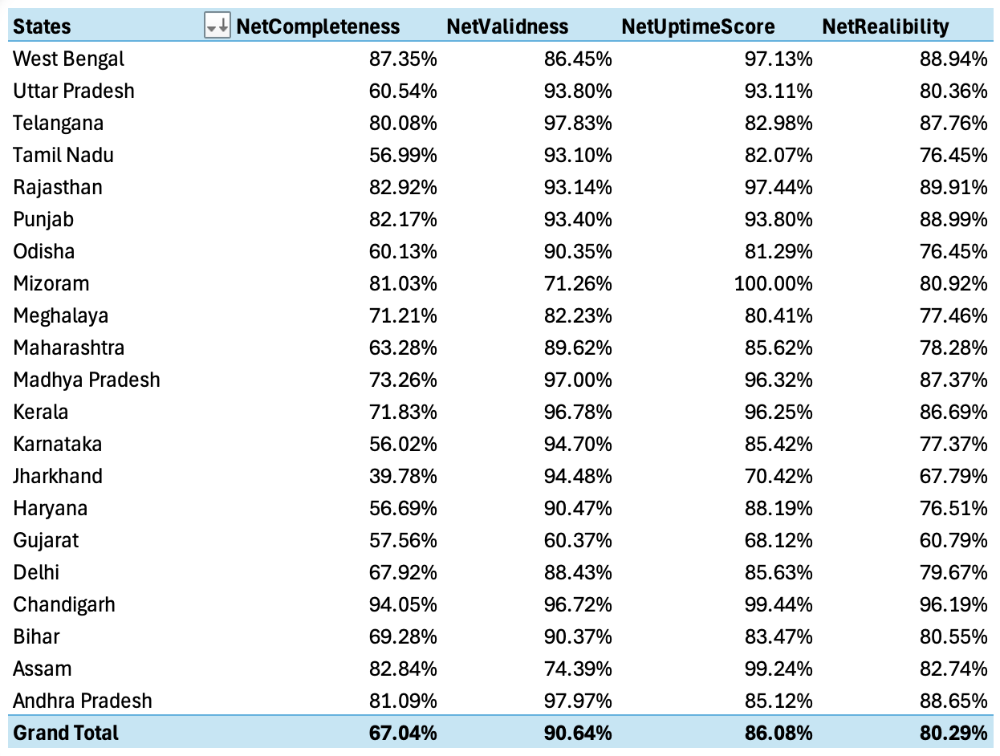 States NetCompleteness NetValidness NetUptimeScore NetRealibility
West Bengal 87.35% 86.45% 97.13% 88.94%
Uttar Pradesh 60.54% 93.80% 93.11% 80.36%
Telangana 80.08% 97.83% 82.98% 87.76%
Tamil Nadu 56.99% 93.10% 82.07% 76.45%
Rajasthan 82.92% 93.14% 97.44% 89.91%
Punjab 82.17% 93.40% 93.80% 88.99%
Odisha 60.13% 90.35% 81.29% 76.45%
Mizoram 81.03% 71.26% 100.00% 80.92%
Meghalaya 71.21% 82.23% 80.41% 77.46%
Maharashtra 63.28% 89.62% 85.62% 78.28%
Madhya Pradesh 73.26% 97.00% 96.32% 87.37%
Kerala 71.83% 96.78% 96.25% 86.69%
Karnataka 56.02% 94.70% 85.42% 77.37%
Jharkhand 39.78% 94.48% 70.42% 67.79%
Haryana 56.69% 90.47% 88.19% 76.51%
Gujarat 57.56% 60.37% 68.12% 60.79%
Delhi 67.92% 88.43% 85.63% 79.67%
Chandigarh 94.05% 96.72% 99.44% 96.19%
Bihar 69.28% 90.37% 83.47% 80.55%
Assam 82.84% 74.39% 99.24% 82.74%
Andhra Pradesh 81.09% 97.97% 85.12% 88.65%
Grand Total 67.04% 90.64% 86.08% 80.29%